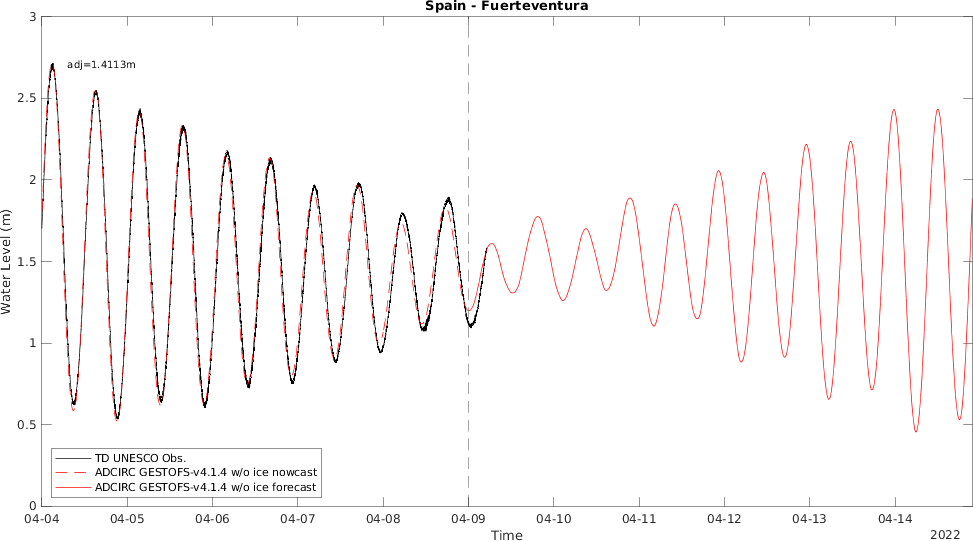 Spain - Fuerteventura
3
adj=1.4113m
2.5
2
1.5
1
0.5
0
Water Level (m)
TD UNESCO Obs.
ADCIRC GESTOFS-v4.1.4 w/o ice nowcast
ADCIRC GESTOFS-v4.1.4 w/o ice forecast
04-04 04-05 04-06 04-07 04-08 04-09 04-10 04-11 04-12 04-13 04-14
Time
2022